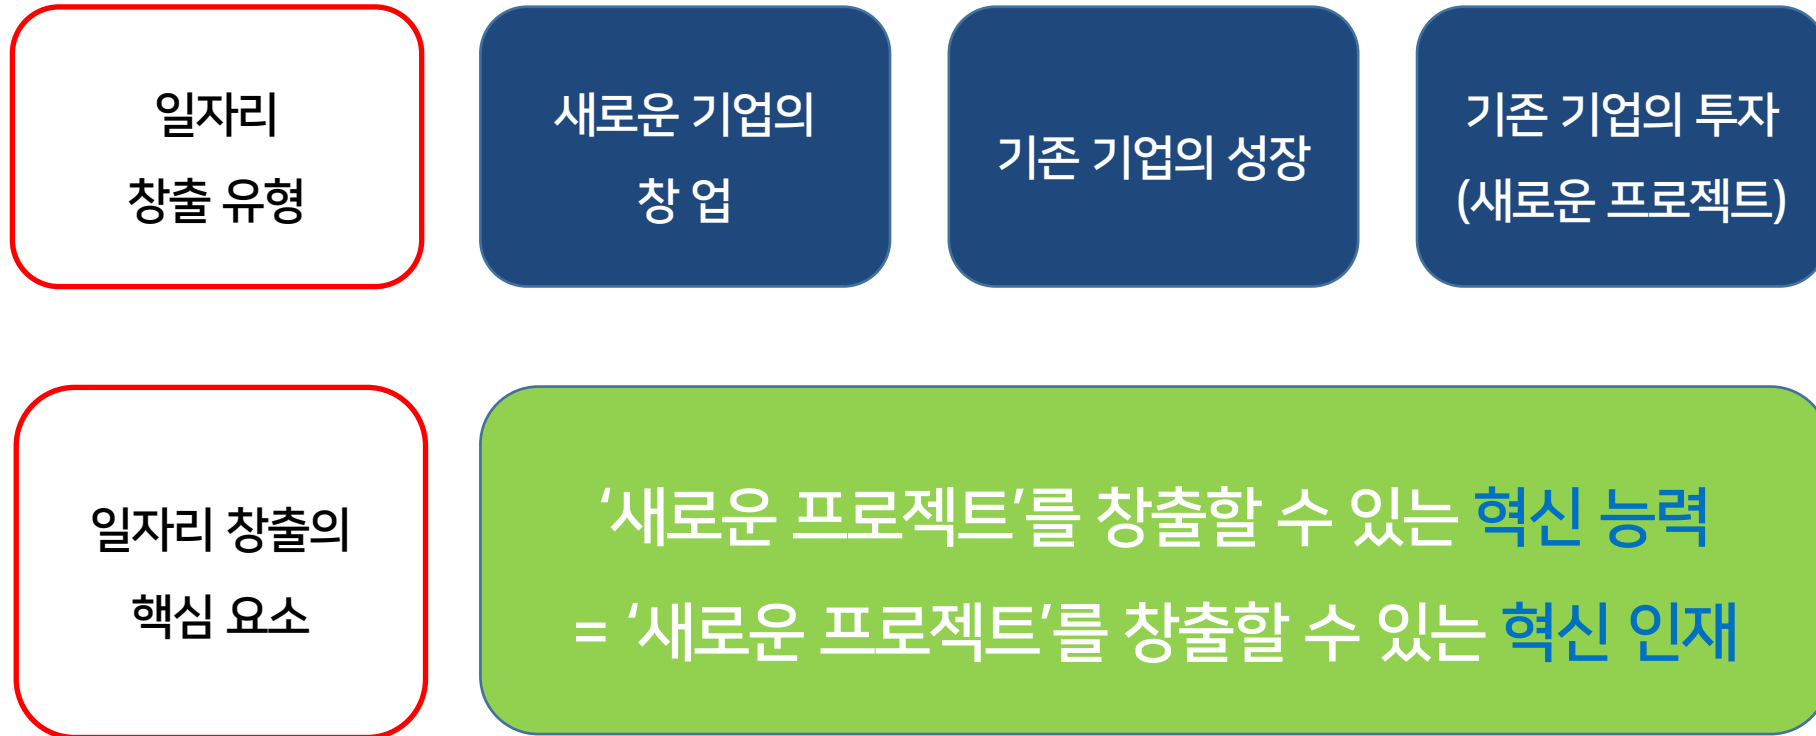 일자리
창출 유형
새로운 기업의
창 업
기존 기업의 성장
기존 기업의 투자
(새로운 프로젝트)
일자리 창출의
핵심 요소
‘새로운 프로젝트’를 창출할 수 있는 혁신 능력
= ‘새로운 프로젝트’를 창출할 수 있는 혁신 인재